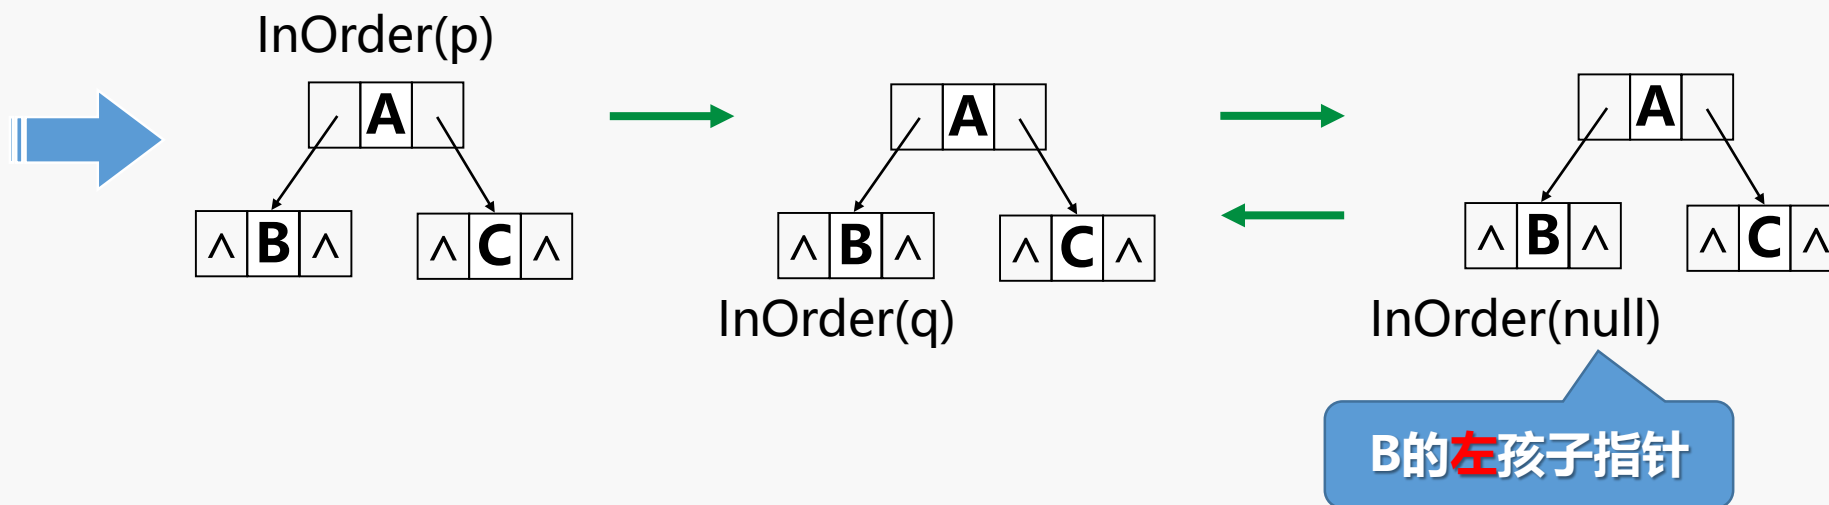 InOrder(p)
A
A
A
∧ B ∧
∧ C ∧
∧ B ∧
∧ C ∧
∧ B ∧
∧ C ∧
InOrder(q)
InOrder(null)
B的左孩子指针